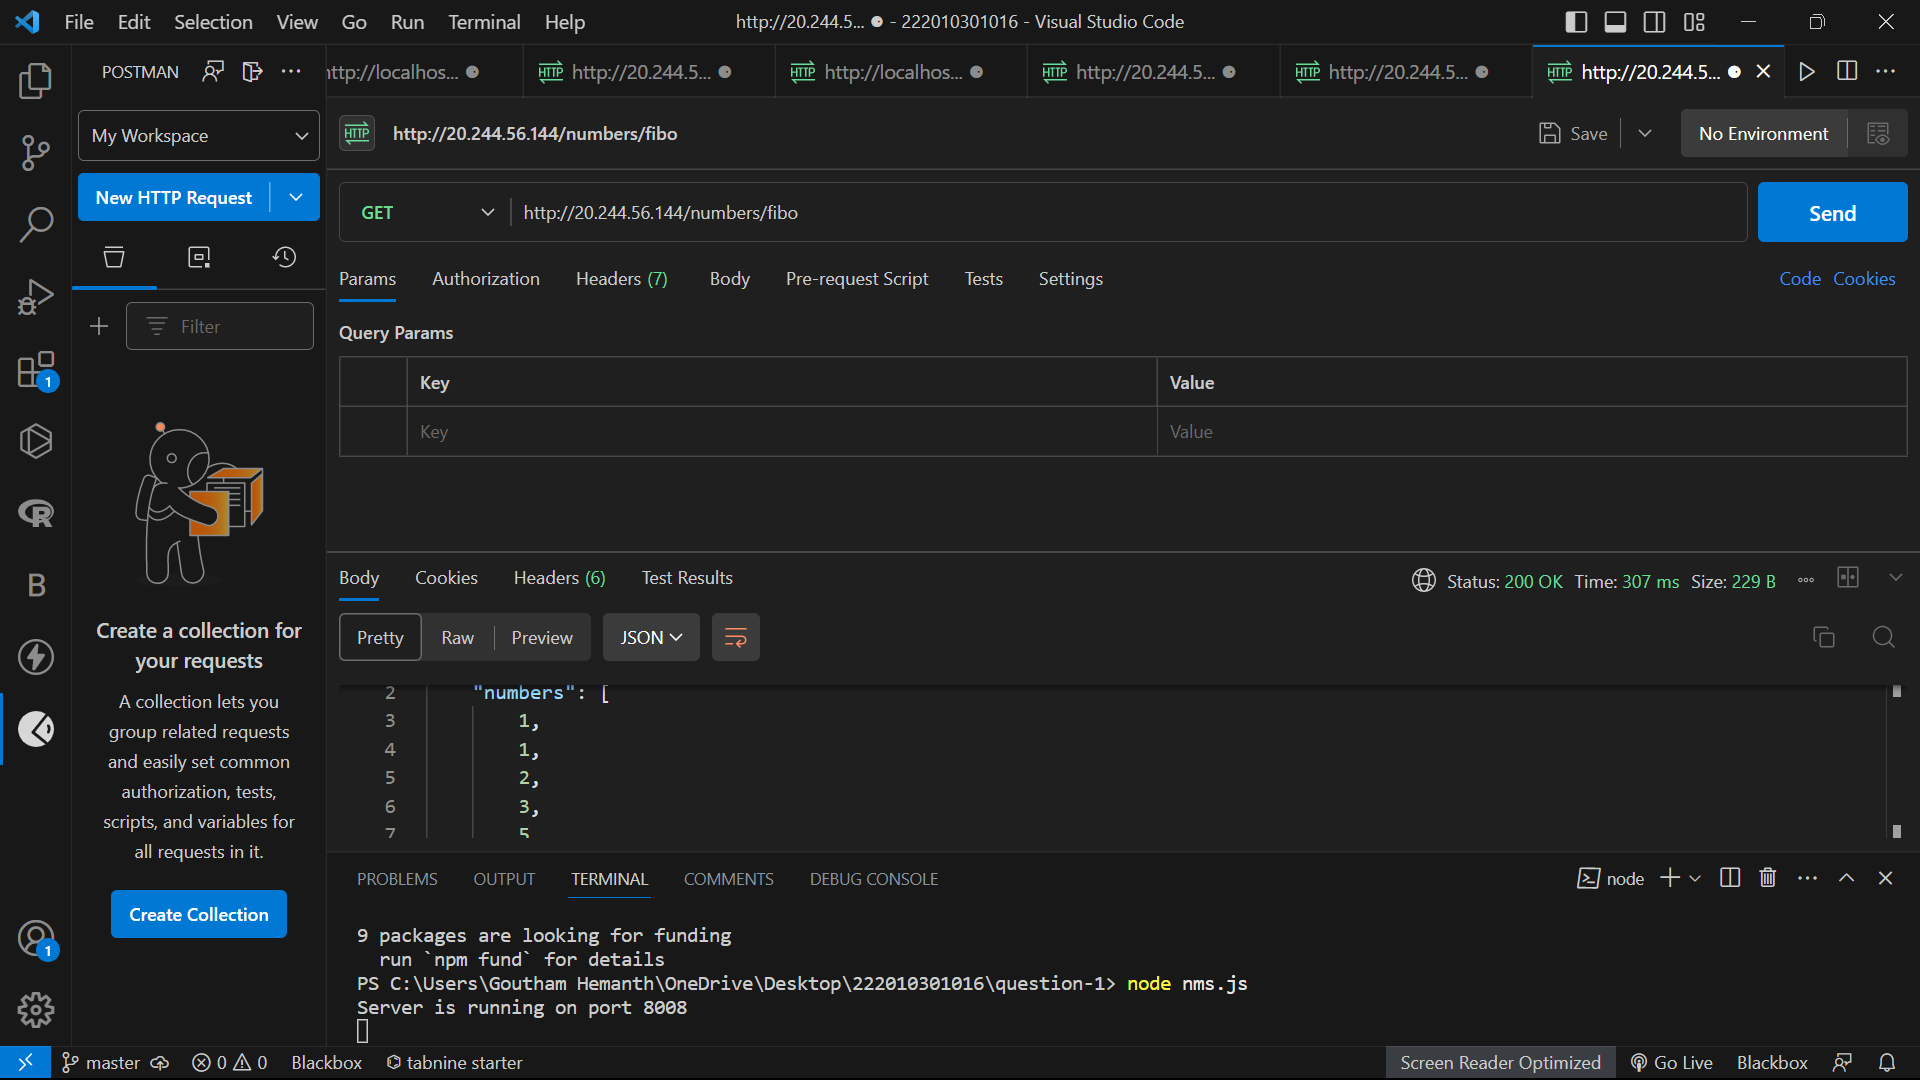 File Edit Selection View Go Run Terminal Help
http://20.244.5... ● - 222010301016 - Visual Studio Code
POSTMAN
ttp://localhos...
HTTP http://20.244.5...
HTTP http://localhos...
HTTP http://20.244.5...
HTTP http://20.244.5...
HTTP http://20.244.5...
My Workspace
HTTP http://20.244.56.144/numbers/fibo
Save
No Environment
New HTTP Request
GET http://20.244.56.144/numbers/fibo
Send
Params Authorization Headers (7) Body Pre-request Script Tests Settings
Code Cookies
Filter
Query Params
Key Value
Key Value
1
R
B
Create a collection for
your requests
A collection lets you
group related requests
and easily set common
authorization, tests,
scripts, and variables for
all requests in it.
Create Collection
1
Body Cookies Headers (6) Test Results
Status: 200 OK Time: 307 ms Size: 229 B
Pretty Raw Preview JSON
2 "numbers": [
3 1,
4 1,
5 2,
6 3,
7 5
PROBLEMS OUTPUT TERMINAL COMMENTS DEBUG CONSOLE
node
9 packages are looking for funding
run `npm fund` for details
PS C:\Users\Goutham Hemanth\OneDrive\Desktop\222010301016\question-1> node nms.js
Server is running on port 8008
master 0 0 Blackbox tabnine starter
Screen Reader Optimized Go Live Blackbox